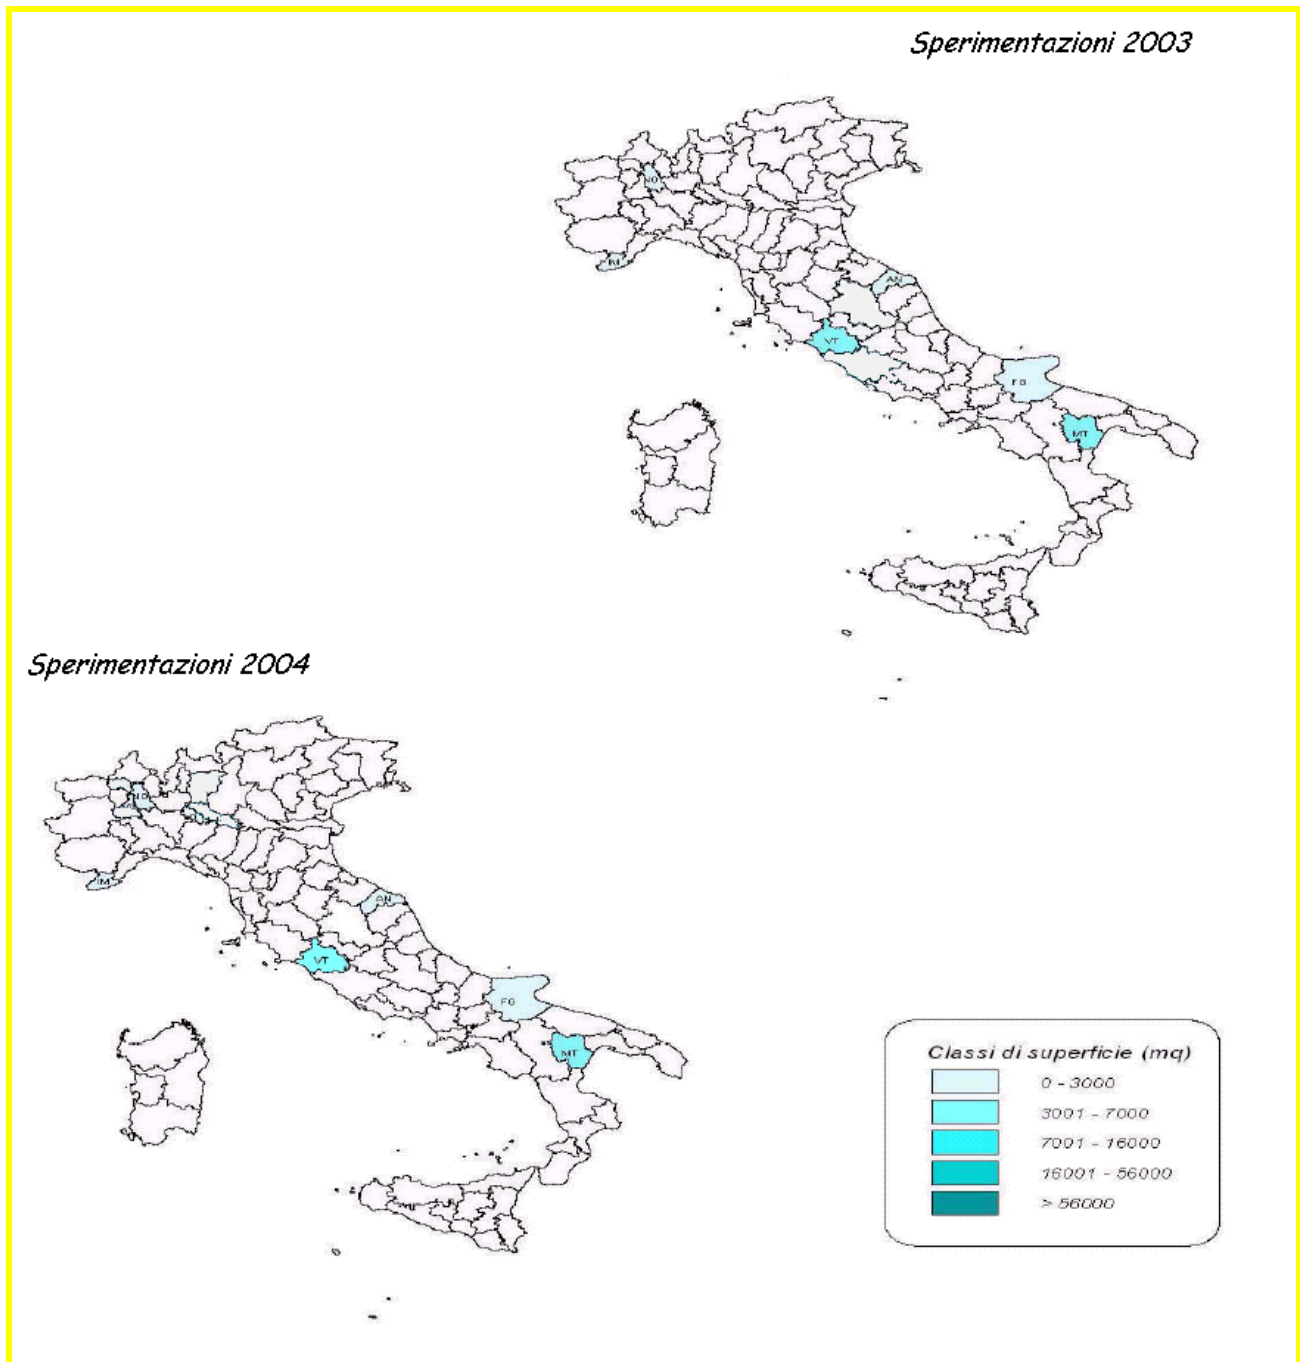 Sperimentazioni 2003
NO
IM
AN
VT
FG
MT
Sperimentazioni 2004
NO
IM
AN
VT
FG
MT
Classi di superficie (mq)
0 - 3000
3001 - 7000
7001 - 16000
16001 - 56000
> 56000